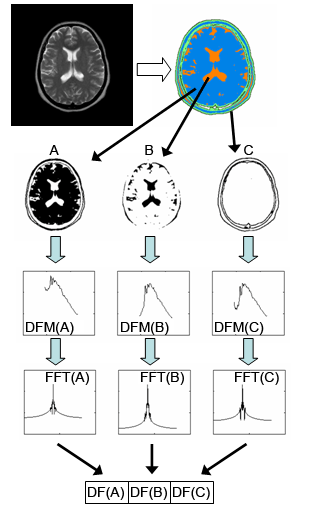 A B C
DFM(A) DFM(B) DFM(C)
FFT(A) FFT(B) FFT(C)
DF(A) DF(B) DF(C)